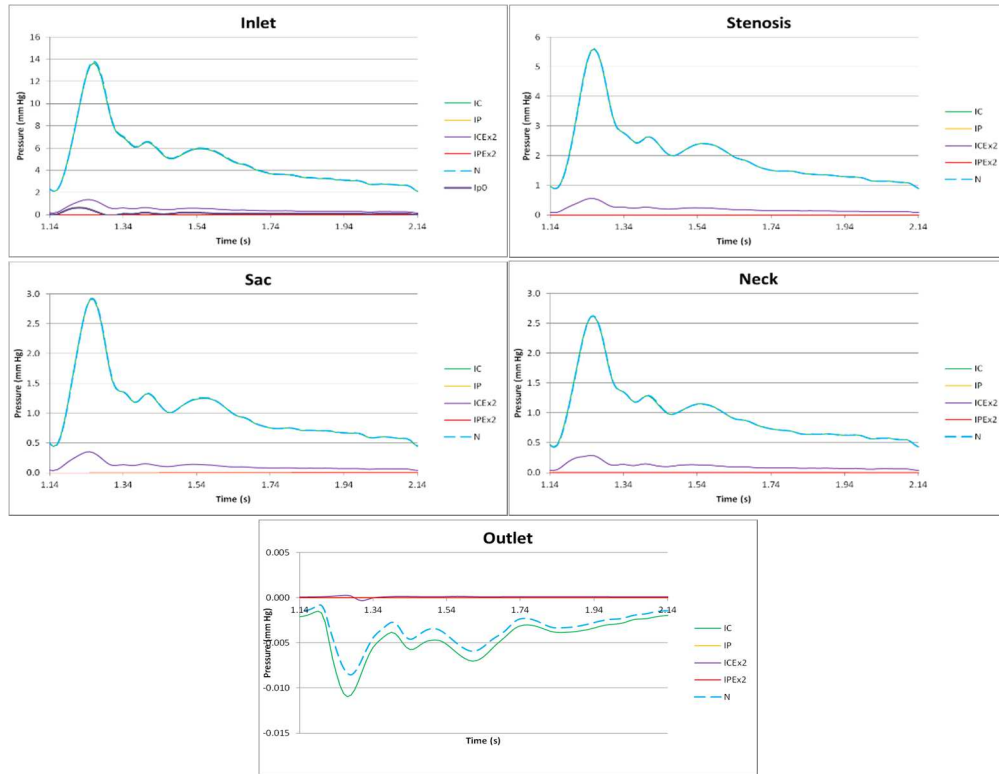 Inlet
Pressure (mm Hg)
16
14
12
10
8
6
4
2
0
1.14 1.34 1.54 1.74 1.94 2.14
Time (s)
IC
IP
ICEx2
IPEx2
N
Ip0
Stenosis
Pressure (mm Hg)
6
5
4
3
2
1
0
1.14 1.34 1.54 1.74 1.94 2.14
Time (s)
IC
IP
ICEx2
IPEx2
N
Sac
Pressure (mm Hg)
3.0
2.5
2.0
1.5
1.0
0.5
0.0
1.14 1.34 1.54 1.74 1.94 2.14
Time (s)
IC
IP
ICEx2
IPEx2
N
Neck
Pressure (mm Hg)
3.0
2.5
2.0
1.5
1.0
0.5
0.0
1.14 1.34 1.54 1.74 1.94 2.14
Time (s)
IC
IP
ICEx2
IPEx2
N
Outlet
Pressure (mm Hg)
0.005
0.000
-0.005
-0.010
-0.015
1.14 1.34 1.54 1.74 1.94 2.14
Time (s)
IC
IP
ICEx2
IPEx2
N